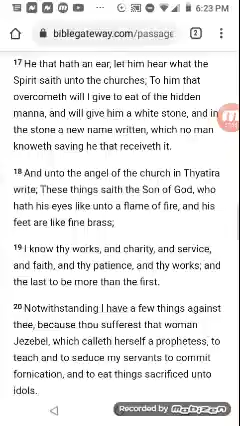 6:23 PM
biblegateway.com/passage
2
17 He that hath an ear, let him hear what the
Spirit saith unto the churches; To him that
overcometh will I give to eat of the hidden
manna, and will give him a white stone, and in
the stone a new name written, which no man
knoweth saving he that receiveth it.
18 And unto the angel of the church in Thyatira
write; These things saith the Son of God, who
hath his eyes like unto a flame of fire, and his
feet are like fine brass;
19 I know thy works, and charity, and service,
and faith, and thy patience, and thy works; and
the last to be more than the first.
20 Notwithstanding I have a few things against
thee, because thou sufferest that woman
Jezebel, which calleth herself a prophetess, to
teach and to seduce my servants to commit
fornication, and to eat things sacrificed unto
idols.
Recorded by Mobizen